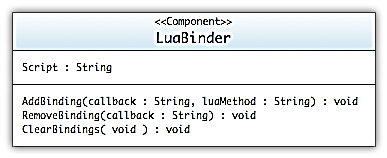 <<Component>>
LuaBinder
Script : String
AddBinding(callback : String, luaMethod : String) : void
RemoveBinding(callback : String) : void
ClearBindings( void ) : void